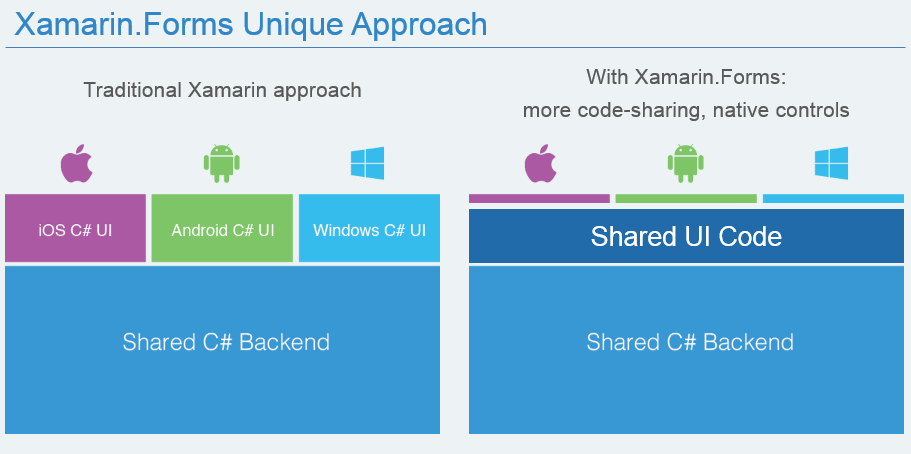 Xamarin.Forms Unique Approach
Traditional Xamarin approach
With Xamarin.Forms:
more code-sharing, native controls
iOS C# UI
Android C# UI
Windows C# UI
Shared C# Backend
Shared UI Code
Shared C# Backend